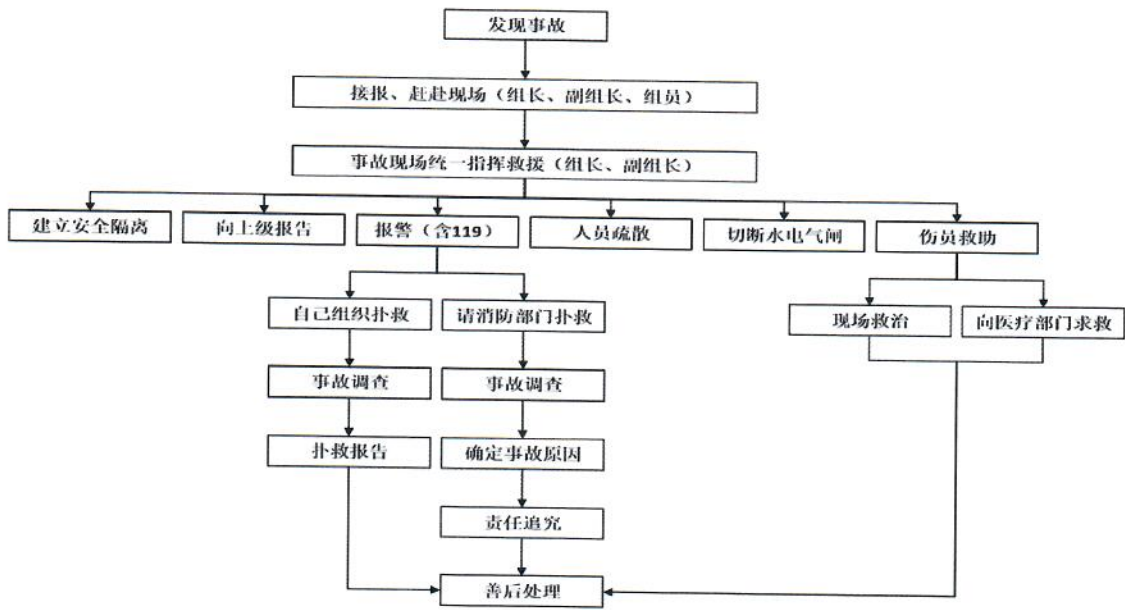 发现事故
接报、赶赴现场（组长、副组长、组员）
事故现场统一指挥救援（组长、副组长）
建立安全隔离
向上级报告
报警（含119）
人员疏散
切断水电气闸
伤员救助
自己组织扑救
请消防部门扑救
现场救治
向医疗部门求救
事故调查
事故调查
扑救报告
确定事故原因
责任追究
善后处理